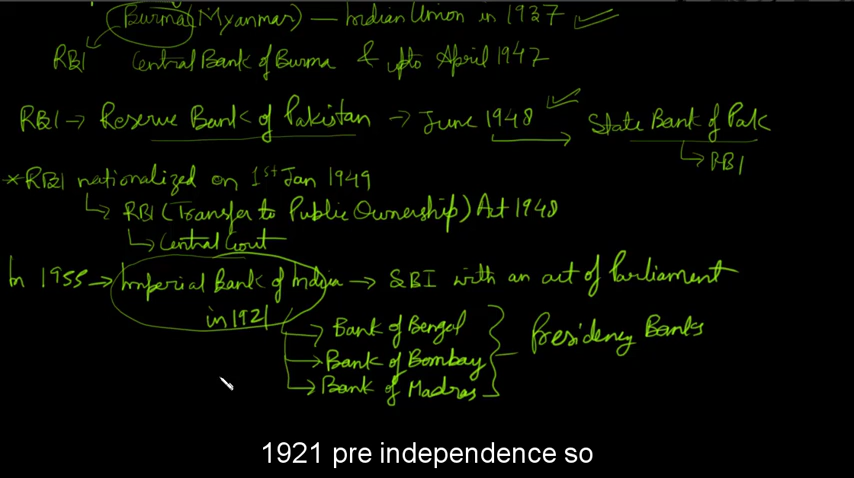 Burma (Myanmar) — Indian Union in 1937
RBI Central Bank of Burma & upto April 1947
RBI → Reserve Bank of Pakistan → June 1948 → State Bank of Pak
→ RBI
*RBI nationalized on 1st Jan 1949
→ RBI (Transfer to Public Ownership) Act 1948
→ Central Govt
In 1955 → Imperial Bank of India → SBI with an act of Parliament
in 1921
→ Bank of Bengal
→ Bank of Bombay
→ Bank of Madras
Presidency Banks
1921 pre independence so